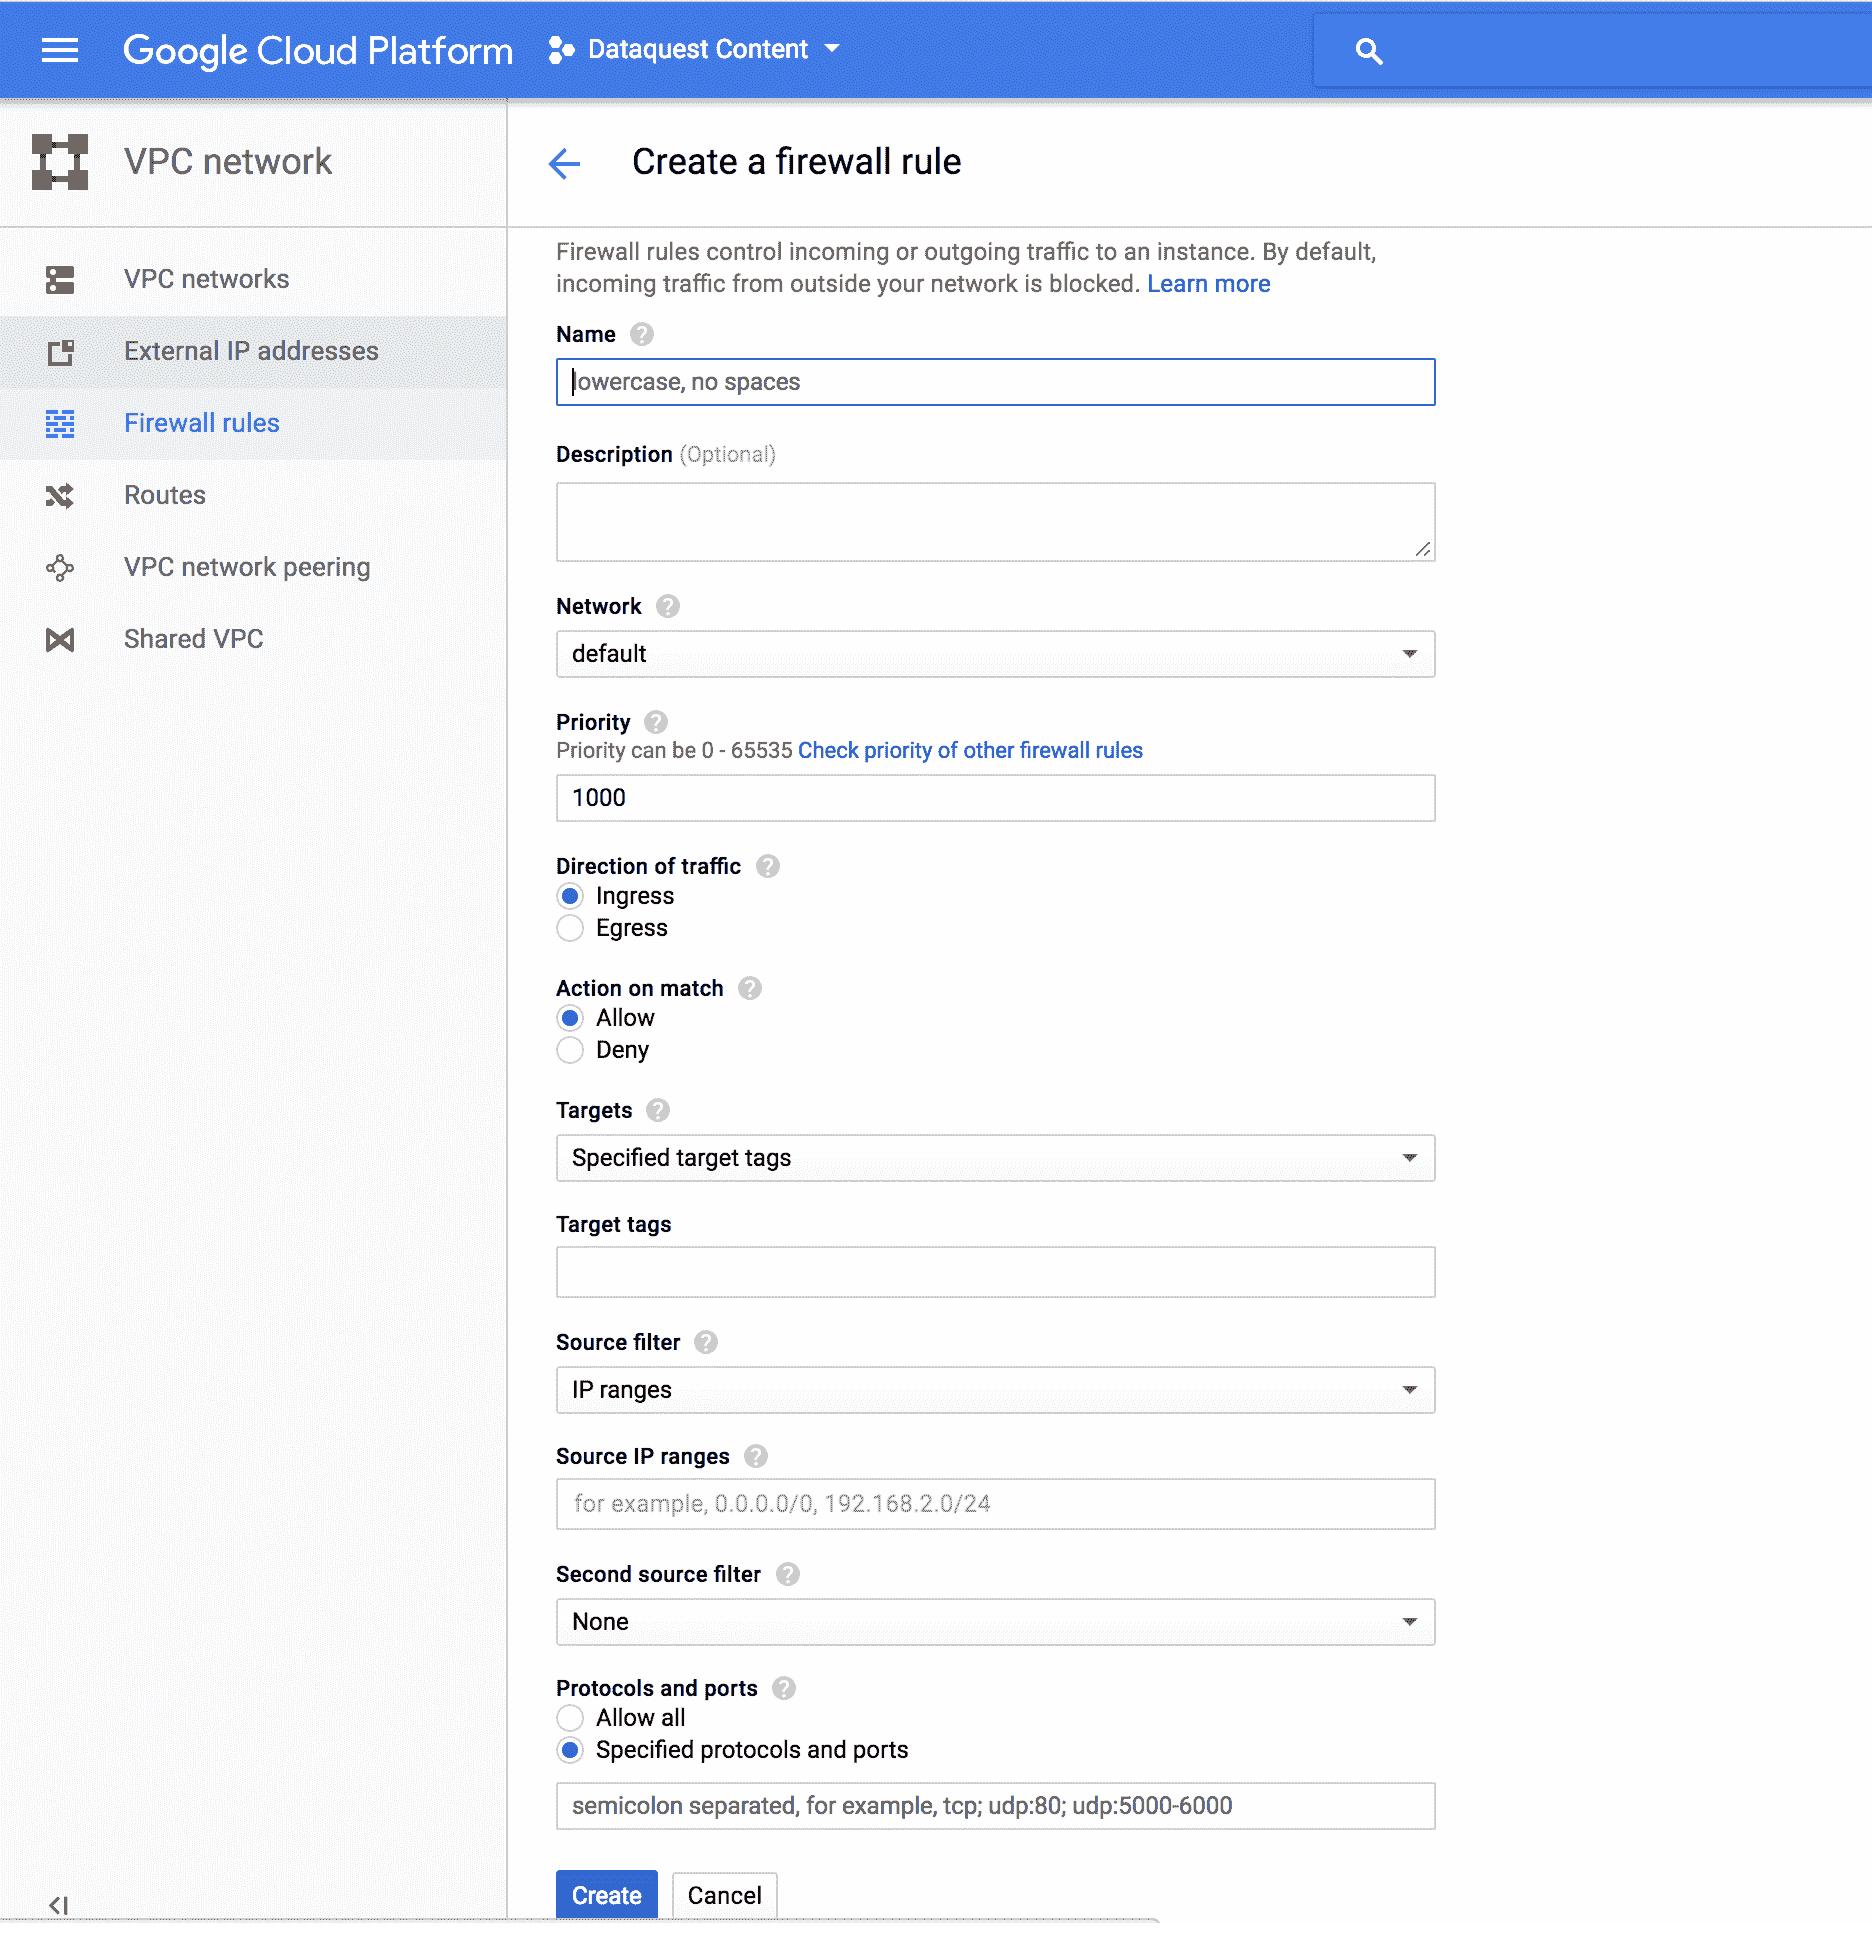 Google Cloud Platform
Dataquest Content
VPC network
VPC networks
External IP addresses
Firewall rules
Routes
VPC network peering
Shared VPC
Create a firewall rule
Firewall rules control incoming or outgoing traffic to an instance. By default,
incoming traffic from outside your network is blocked. Learn more
Name ?
lowercase, no spaces
Description (Optional)
Network ?
default
Priority ?
Priority can be 0 - 65535 Check priority of other firewall rules
1000
Direction of traffic ?
Ingress
Egress
Action on match ?
Allow
Deny
Targets ?
Specified target tags
Target tags
Source filter ?
IP ranges
Source IP ranges ?
for example, 0.0.0.0/0, 192.168.2.0/24
Second source filter ?
None
Protocols and ports ?
Allow all
Specified protocols and ports
semicolon separated, for example, tcp; udp:80; udp:5000-6000
Create Cancel